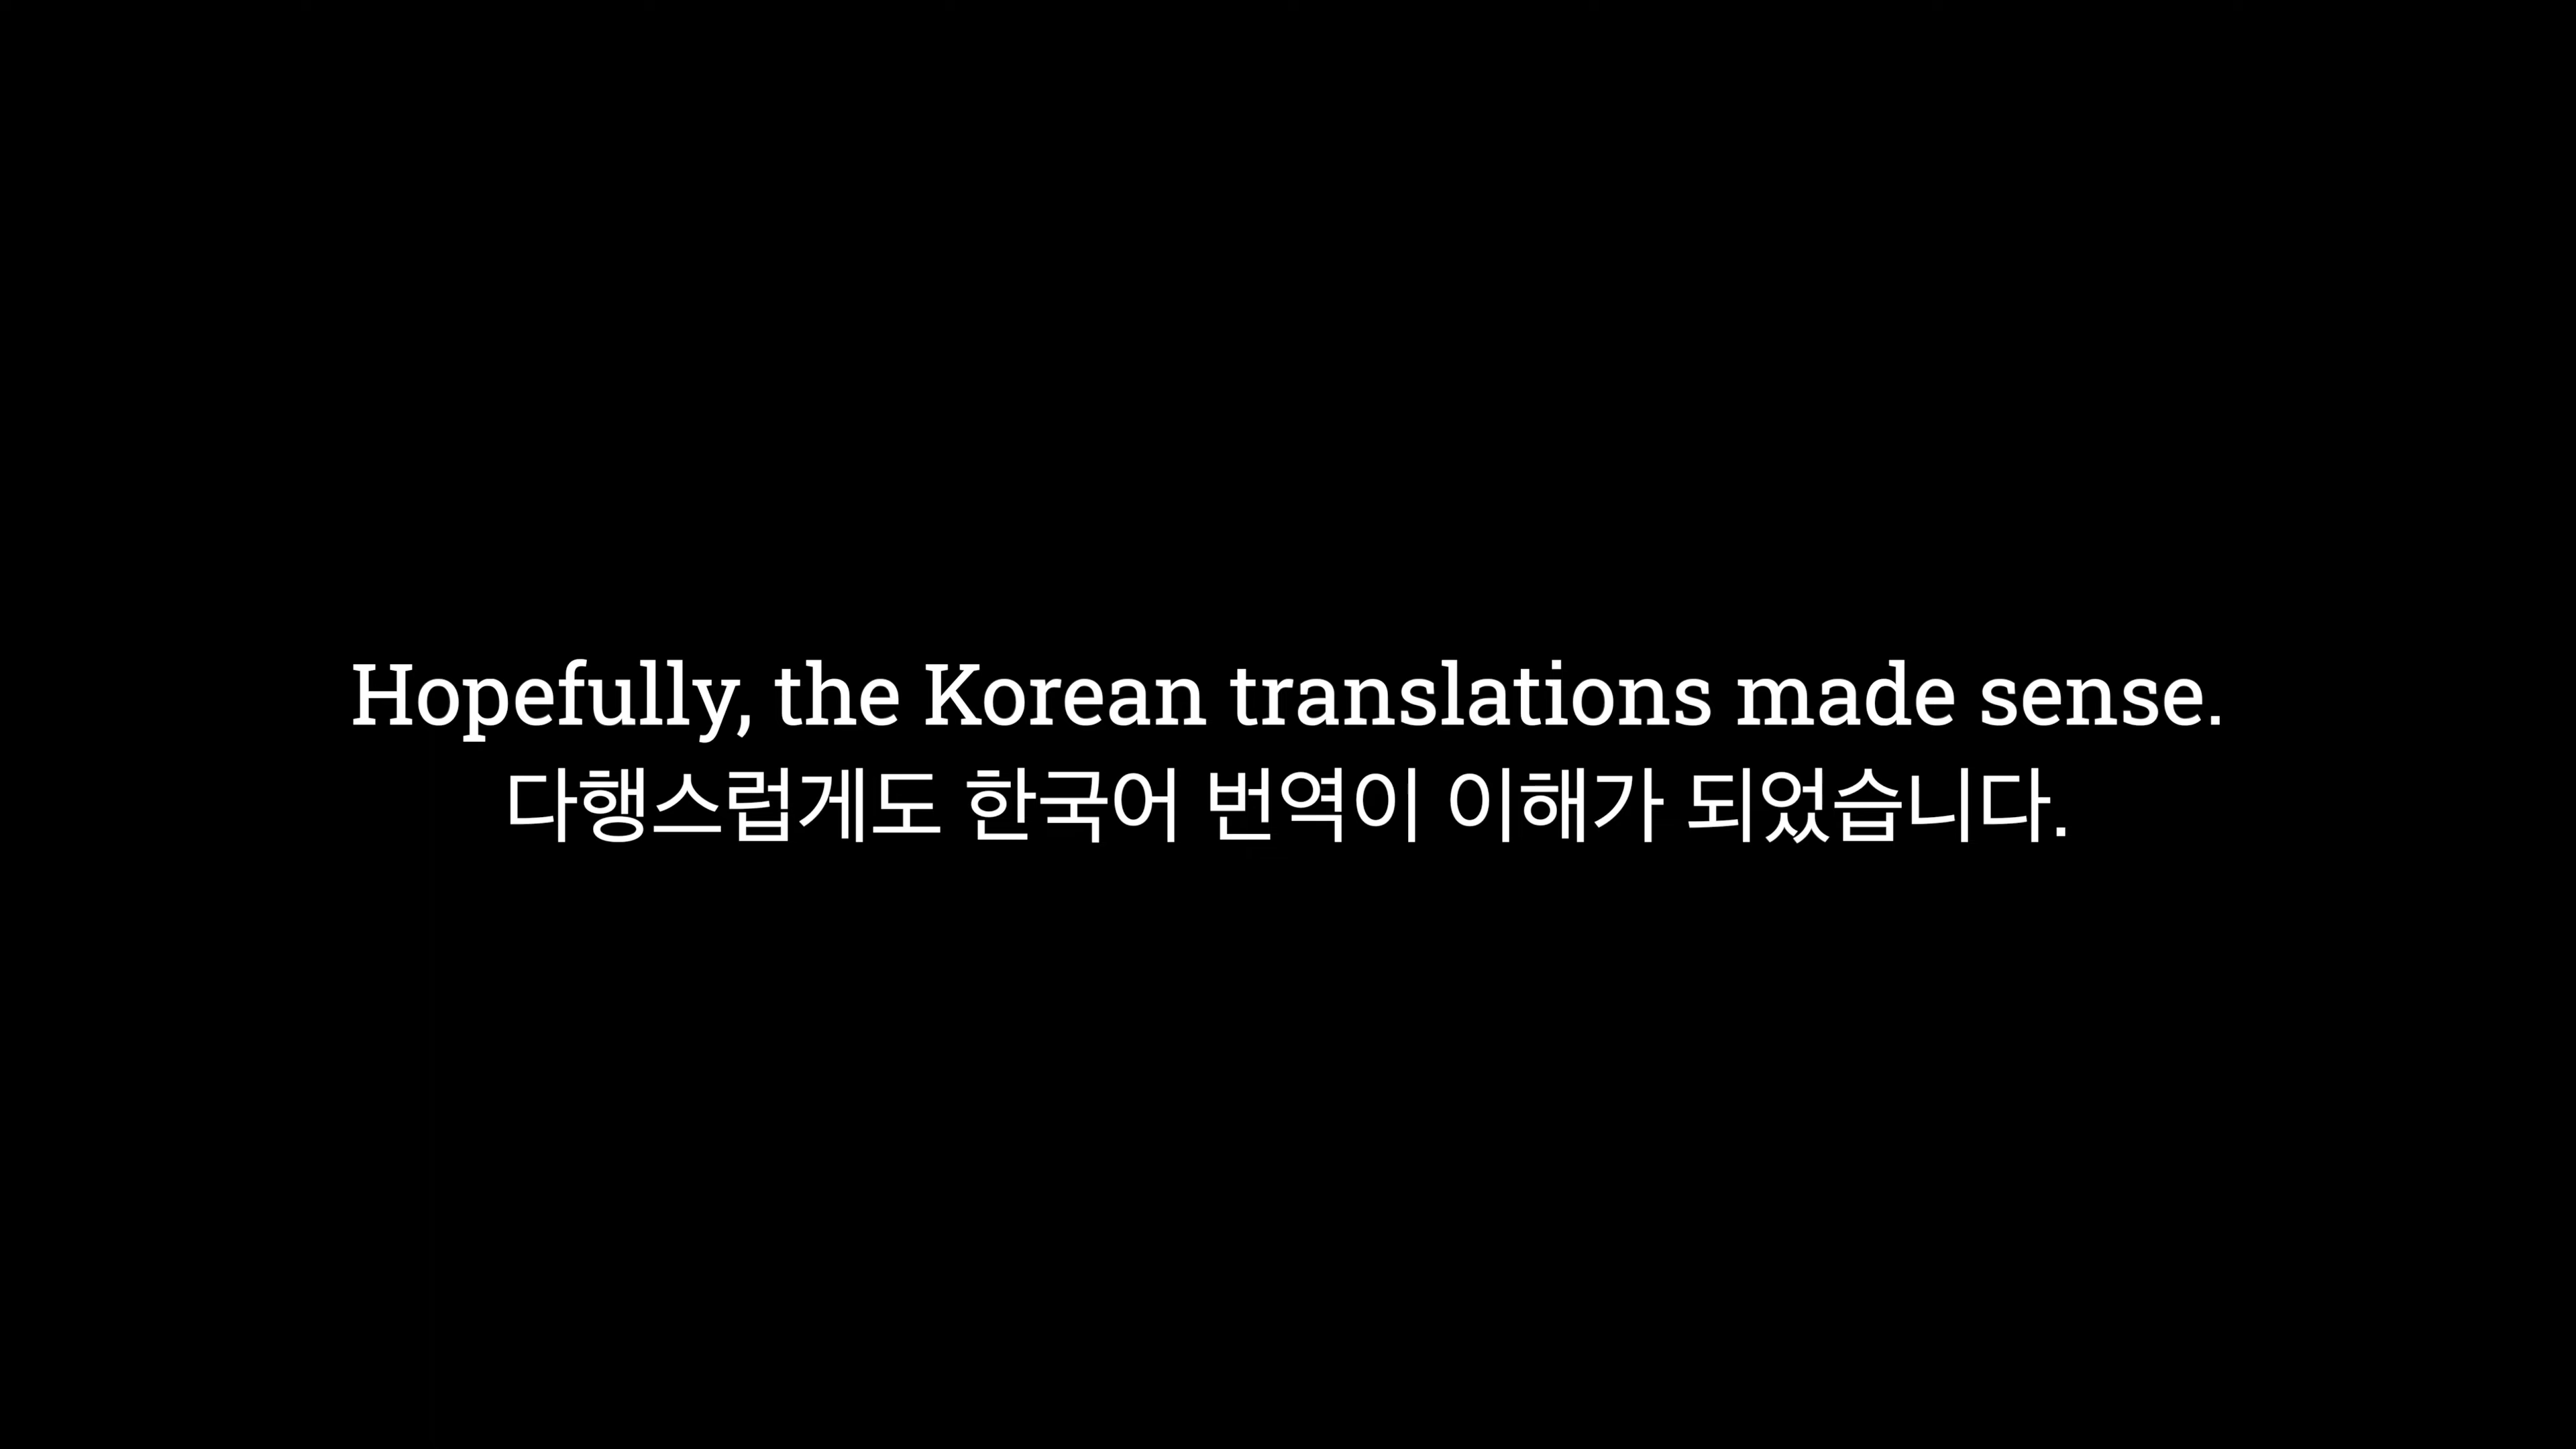 Hopefully, the Korean translations made sense.
다행스럽게도 한국어 번역이 이해가 되었습니다.